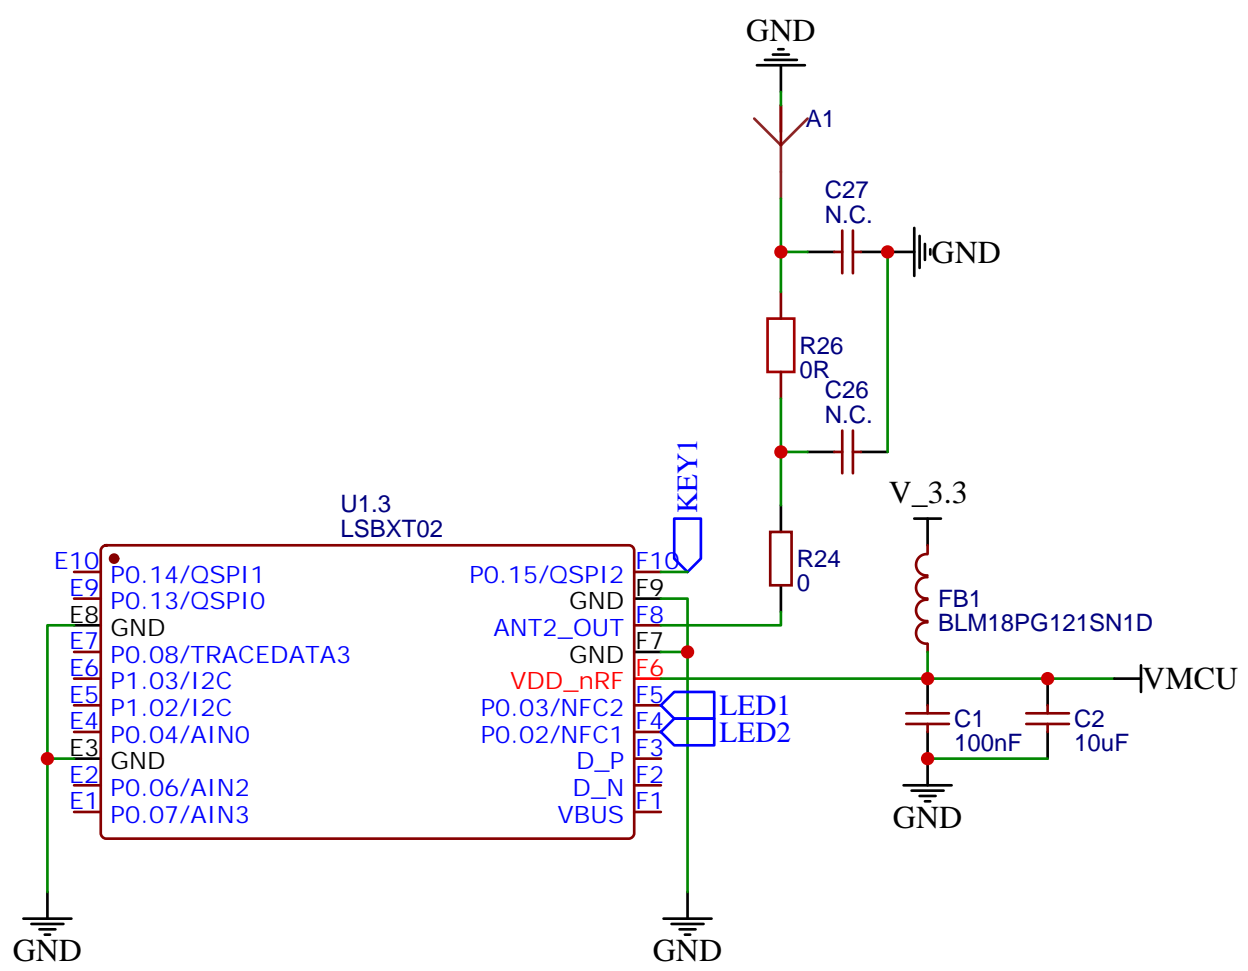 GND
A1
C27
N.C.
GND
R26
0R
C26
N.C.
KEY1
V_3.3
U1.3
LSBXT02
R24
0
FB1
BLM18PG121SN1D
E10 P0.14/QSPI1 P0.15/QSPI2 F10
E9 P0.13/QSPI0 GND F9
E8 GND ANT2_OUT F8
E7 P0.08/TRACEDATA3 GND F7
E6 P1.03/I2C VDD_nRF F6 VMCU
E5 P1.02/I2C P0.03/NFC2 F5 LED1
E4 P0.04/AIN0 P0.02/NFC1 F4 LED2
E3 GND D_P F3
E2 P0.06/AIN2 D_N F2
E1 P0.07/AIN3 VBUS F1
C1
100nF
C2
10uF
GND
GND
GND